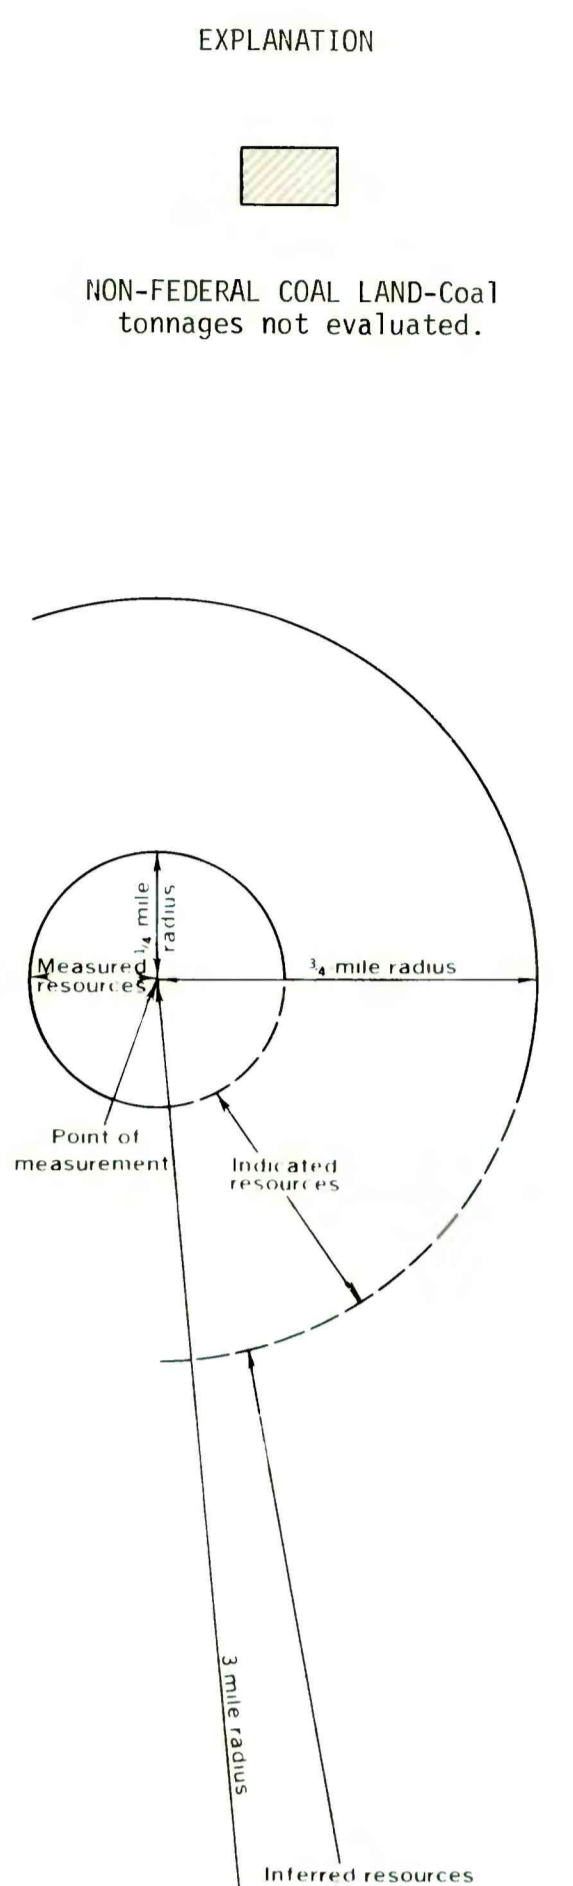 EXPLANATION
NON-FEDERAL COAL LAND-Coal
tonnages not evaluated.
1/4 mile
radius
Measured
resources
3/4 mile radius
Point of
measurement
Indicated
resources
3 mile radius
Inferred resources